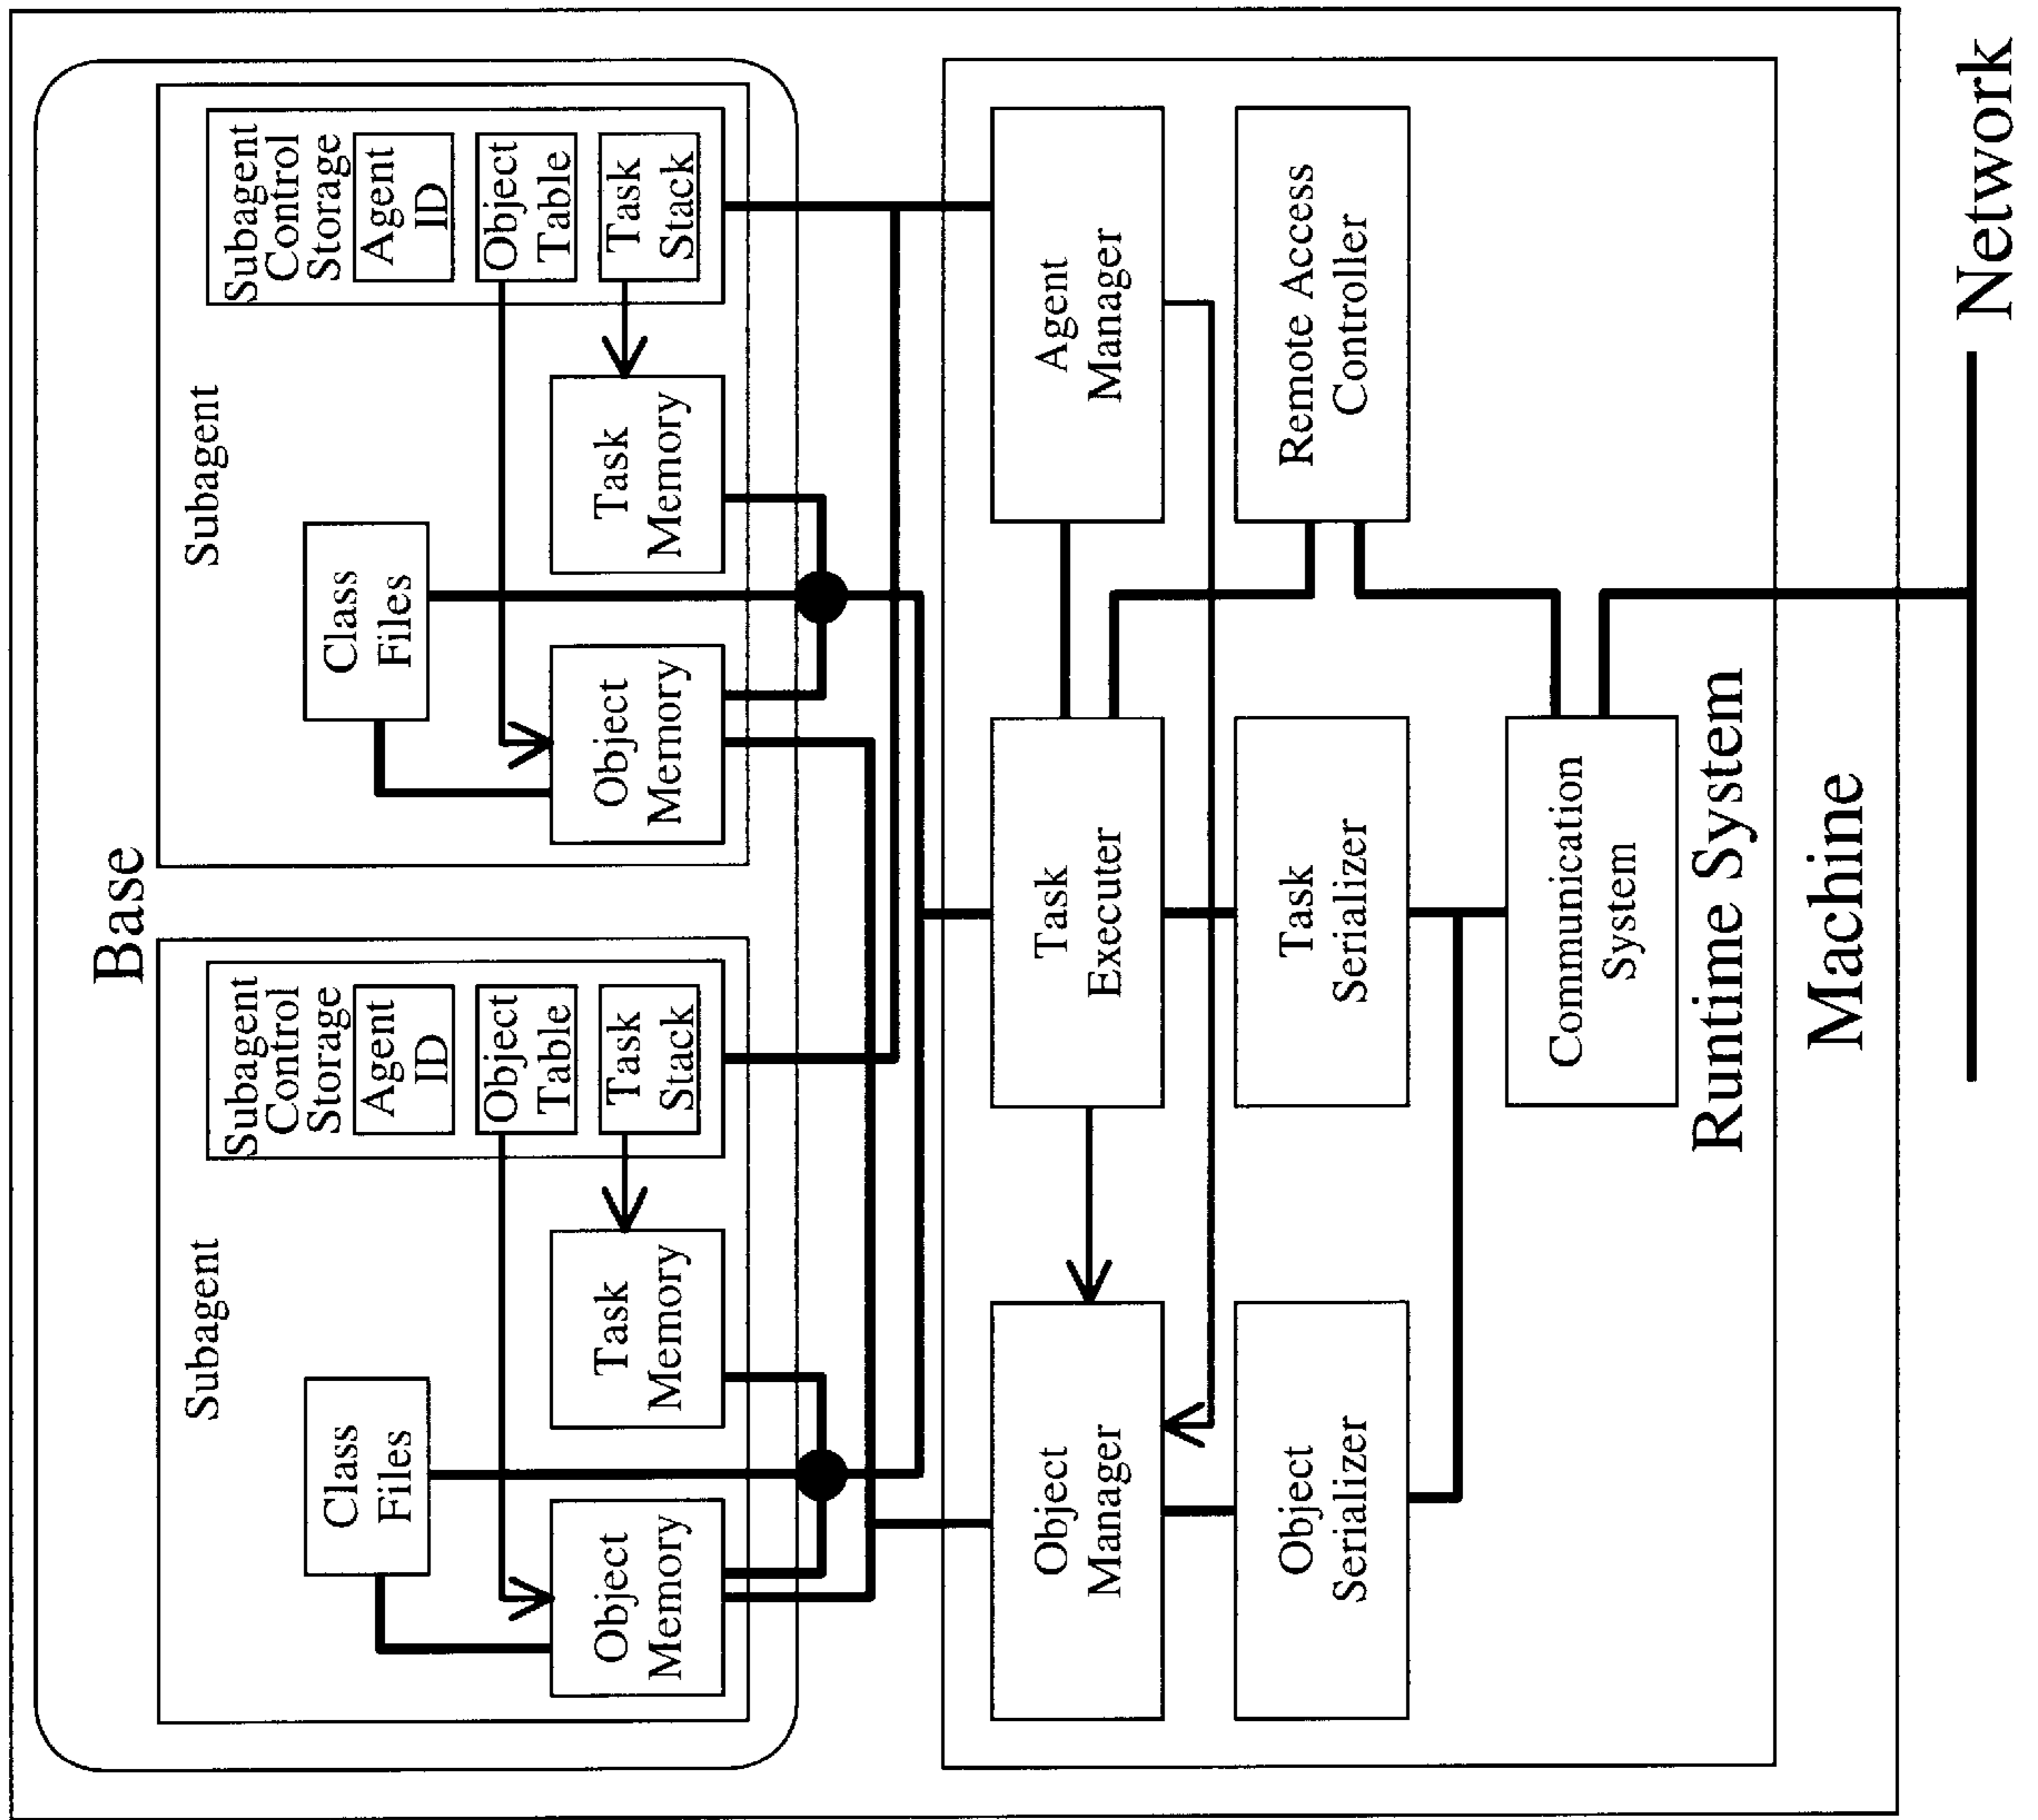 Base
Subagent
Class
Files
Object
Memory
Task
Memory
Subagent
Control
Storage
Agent
ID
Object
Table
Task
Stack
Subagent
Class
Files
Object
Memory
Task
Memory
Subagent
Control
Storage
Agent
ID
Object
Table
Task
Stack
Object
Manager
Task
Executer
Agent
Manager
Object
Serializer
Task
Serializer
Remote Access
Controller
Communication
System
Runtime System
Machine
Network